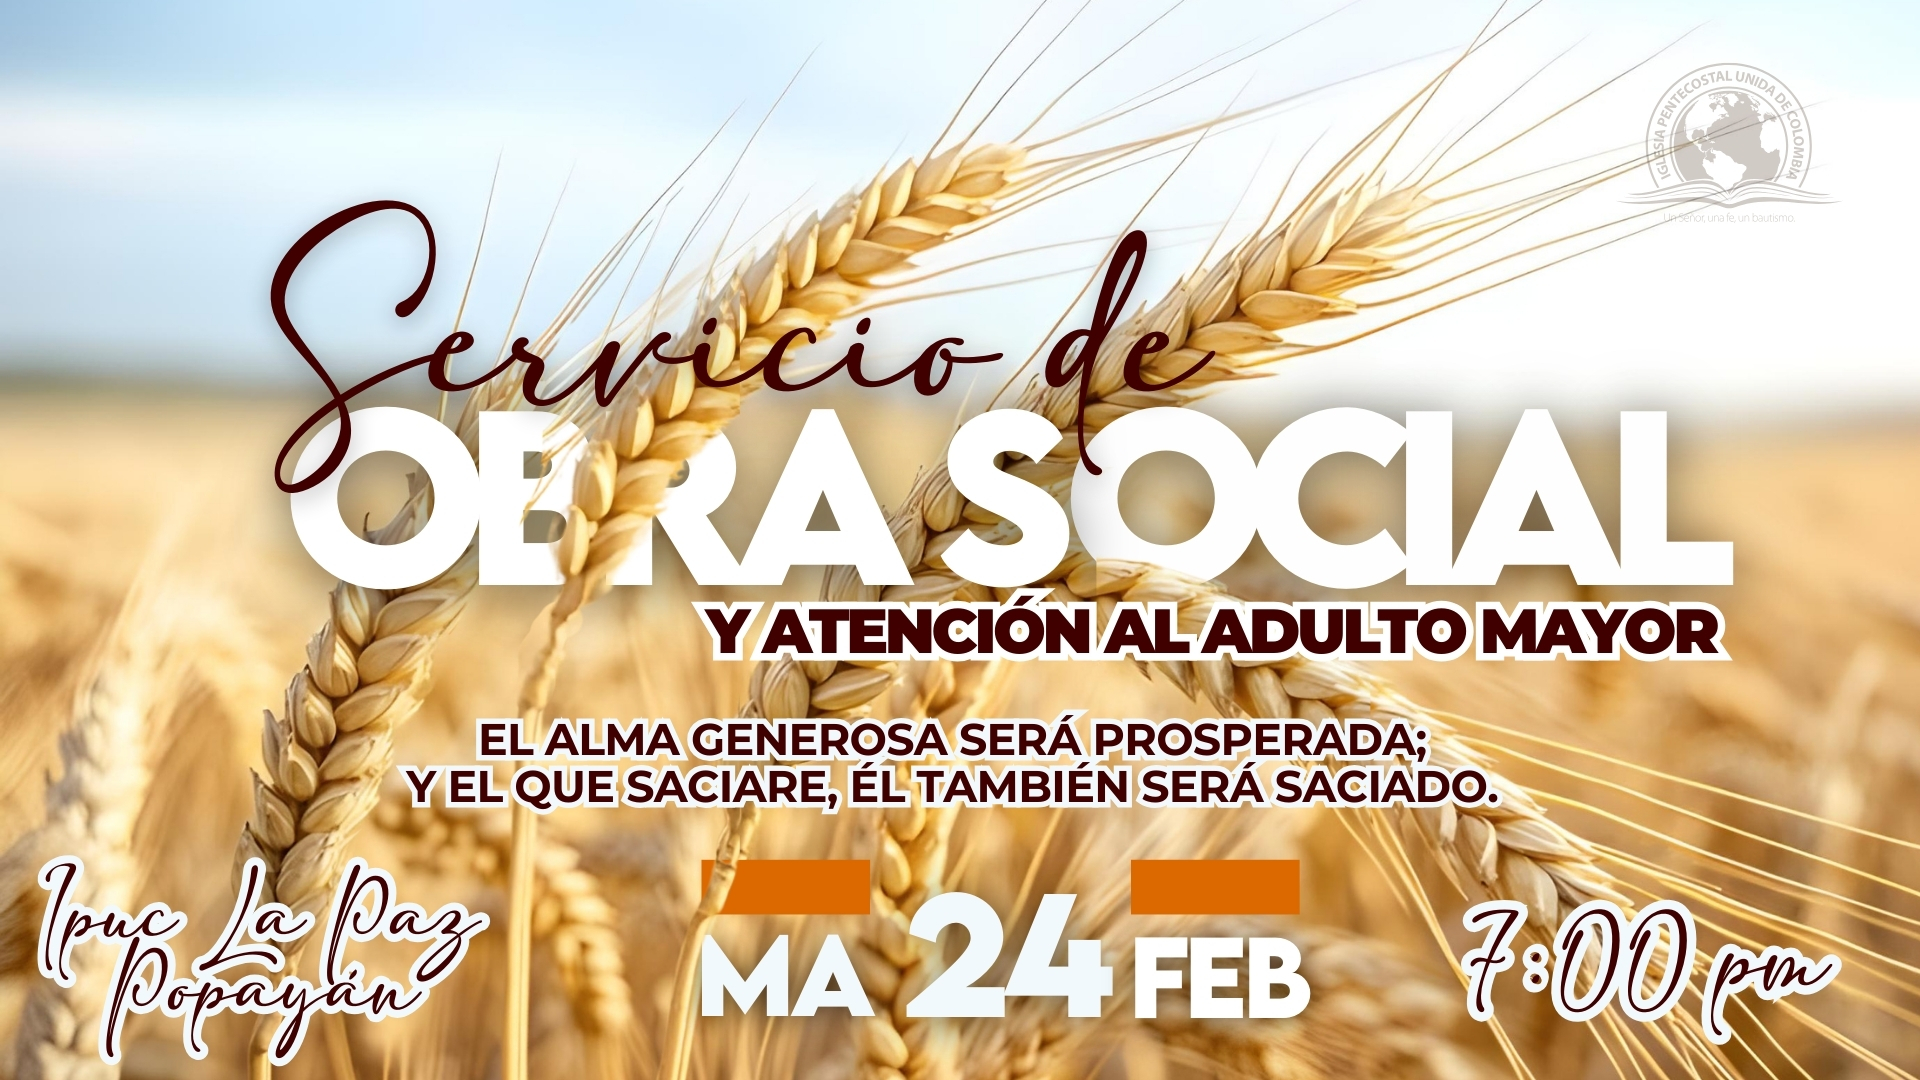 IGLESIA PENTECOSTAL UNIDA DE COLOMBIA
Un Señor, una fe, un bautismo.
Servicio de
OBRA SOCIAL
Y ATENCIÓN AL ADULTO MAYOR
EL ALMA GENEROSA SERÁ PROSPERADA;
Y EL QUE SACIARE, ÉL TAMBIÉN SERÁ SACIADO.
Ipuc La Paz
Popayán
MA 24 FEB
7:00 pm